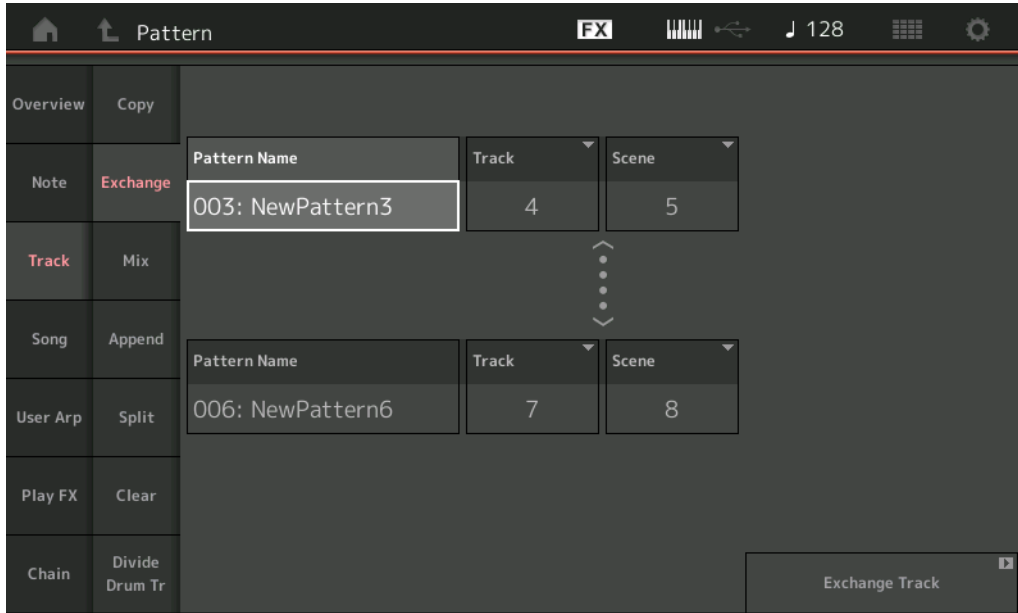 Pattern
FX
♩ 128
Overview
Note
Track
Song
User Arp
Play FX
Chain
Copy
Exchange
Mix
Append
Split
Clear
Divide
Drum Tr
Pattern Name
Track
Scene
003: NewPattern3
4
5
Pattern Name
Track
Scene
006: NewPattern6
7
8
Exchange Track